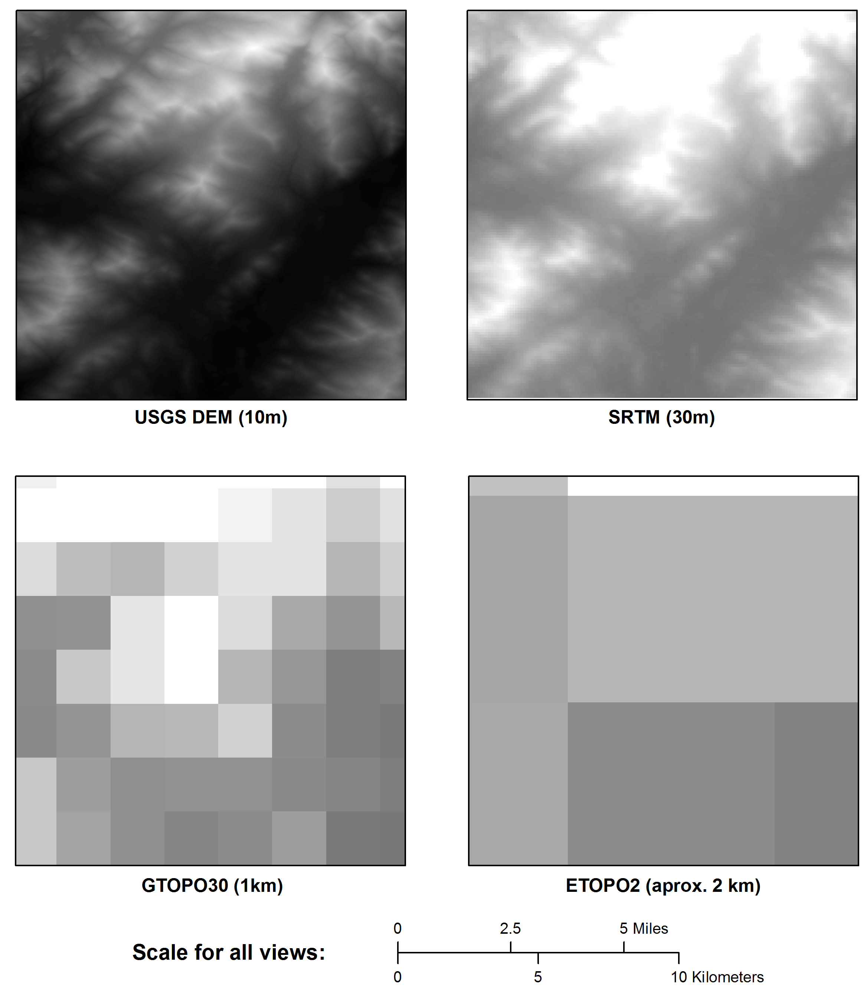 USGS DEM (10m)
SRTM (30m)
GTOPO30 (1km)
ETOPO2 (aprox. 2 km)
0 2.5 5 Miles
Scale for all views:
0 5 10 Kilometers